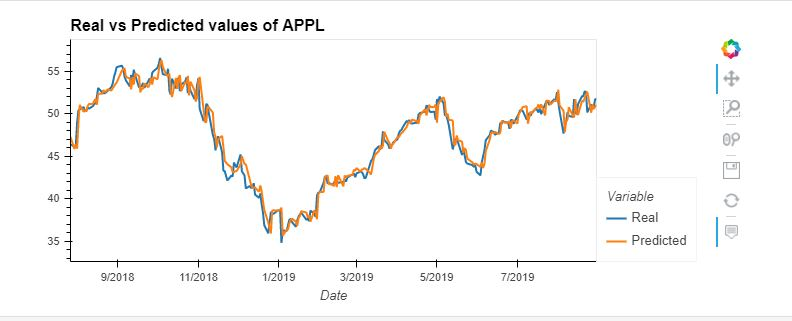 Real vs Predicted values of APPL
55
50
45
40
35
9/2018 11/2018 1/2019 3/2019 5/2019 7/2019
Date
Variable
Real
Predicted